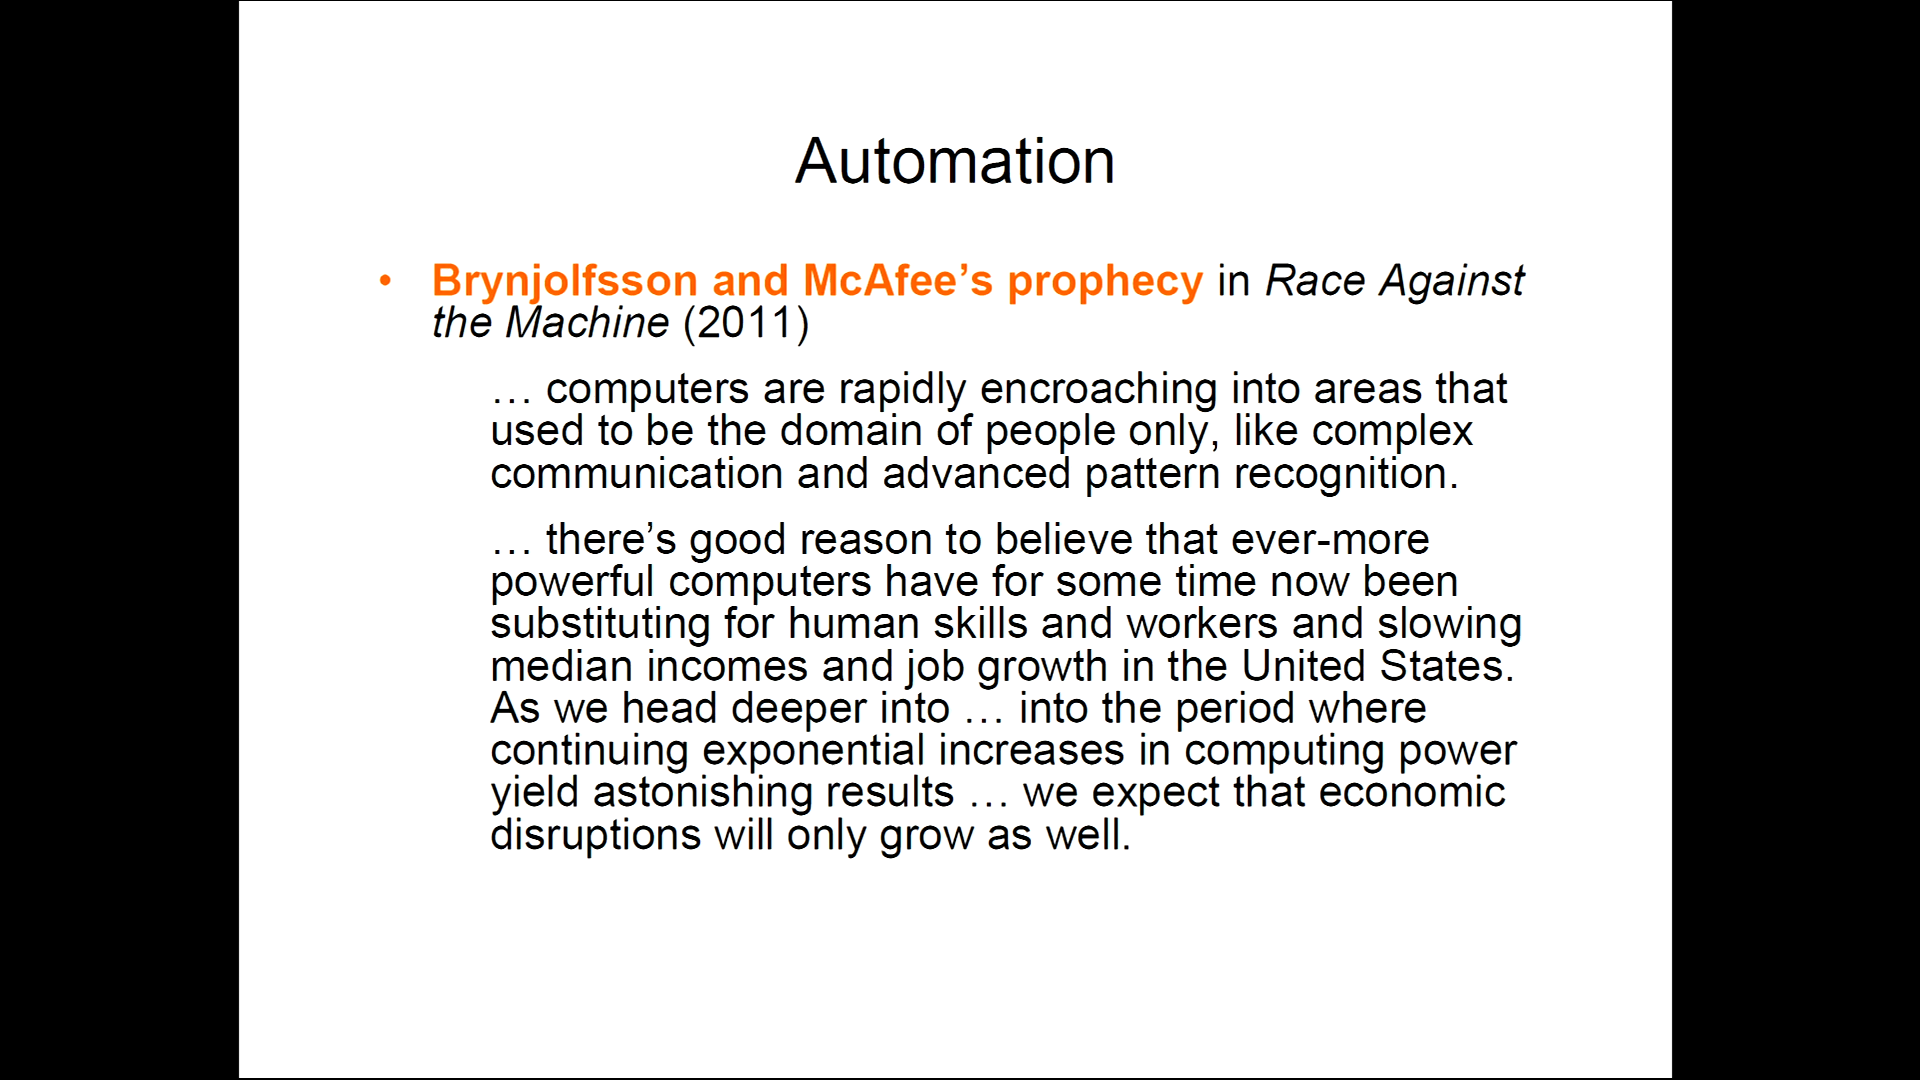 Automation
• Brynjolfsson and McAfee’s prophecy in Race Against
the Machine (2011)
… computers are rapidly encroaching into areas that
used to be the domain of people only, like complex
communication and advanced pattern recognition.
… there’s good reason to believe that ever-more
powerful computers have for some time now been
substituting for human skills and workers and slowing
median incomes and job growth in the United States.
As we head deeper into … into the period where
continuing exponential increases in computing power
yield astonishing results … we expect that economic
disruptions will only grow as well.